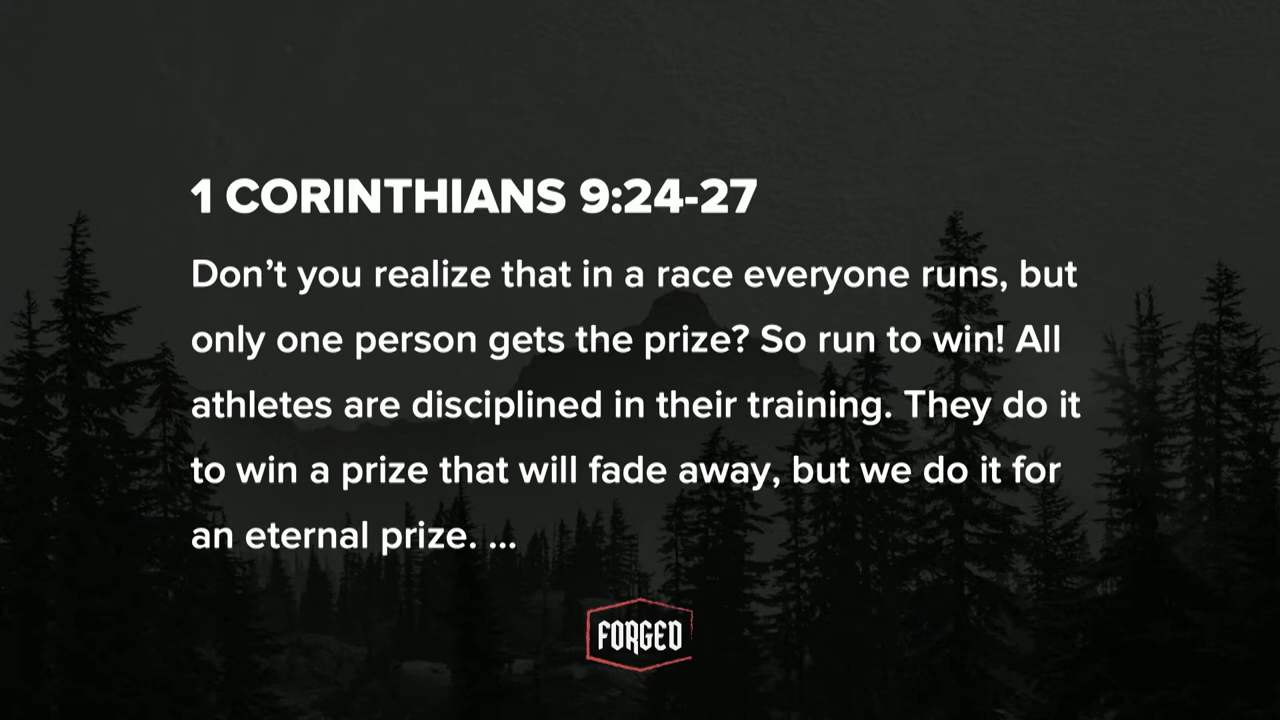 1 CORINTHIANS 9:24-27
Don’t you realize that in a race everyone runs, but
only one person gets the prize? So run to win! All
athletes are disciplined in their training. They do it
to win a prize that will fade away, but we do it for
an eternal prize. ...
FORGED